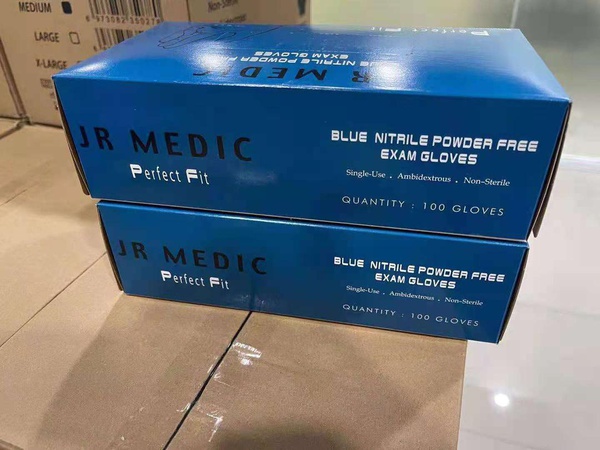 MEDIUM
LARGE
X-LARGE
Perfect Fit
BLUE NITRILE POWDER FREE
EXAM GLOVES
JR MEDIC
JR MEDIC
Perfect Fit
BLUE NITRILE POWDER FREE
EXAM GLOVES
Single-Use . Ambidextrous . Non-Sterile
QUANTITY : 100 GLOVES
JR MEDIC
Perfect Fit
BLUE NITRILE POWDER FREE
EXAM GLOVES
Single-Use . Ambidextrous . Non-Sterile
QUANTITY : 100 GLOVES